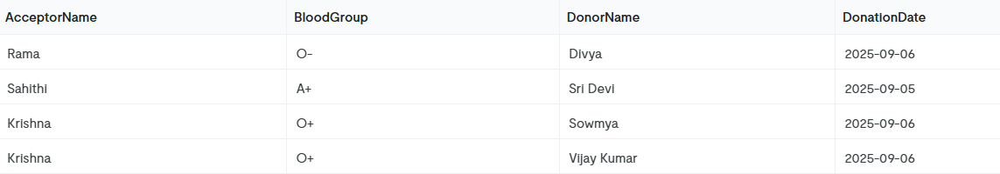 AcceptorName BloodGroup DonorName DonationDate
Rama O- Divya 2025-09-06
Sahithi A+ Sri Devi 2025-09-05
Krishna O+ Sowmya 2025-09-06
Krishna O+ Vijay Kumar 2025-09-06